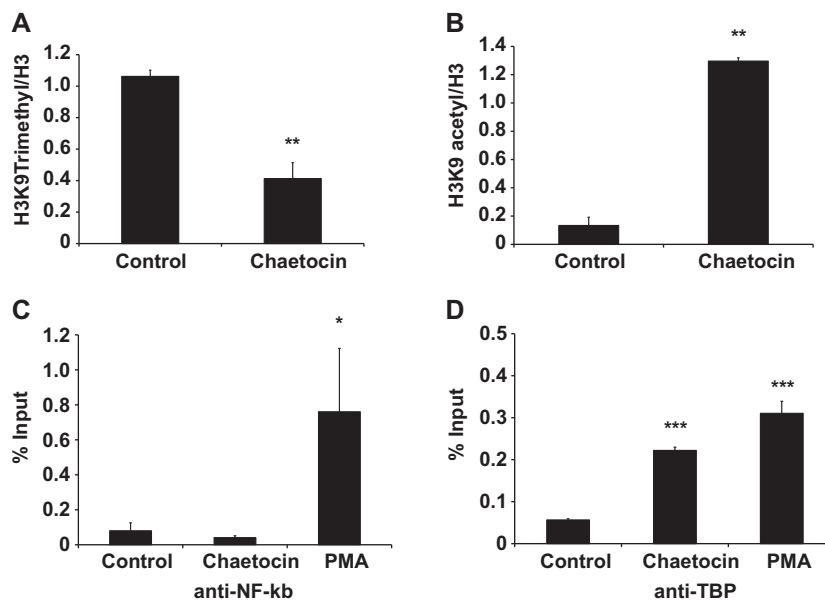 A
H3K9Trimethyl/H3
1.2
1.0
0.8
0.6
0.4
0.2
0
**
Control Chaetocin
B
H3K9 acetyl/H3
1.4
1.2
1.0
0.8
0.6
0.4
0.2
0
**
Control Chaetocin
C
% Input
1.2
1.0
0.8
0.6
0.4
0.2
0
*
Control Chaetocin PMA
anti-NF-kb
D
% Input
0.5
0.4
0.3
0.2
0.1
0
***
***
Control Chaetocin PMA
anti-TBP